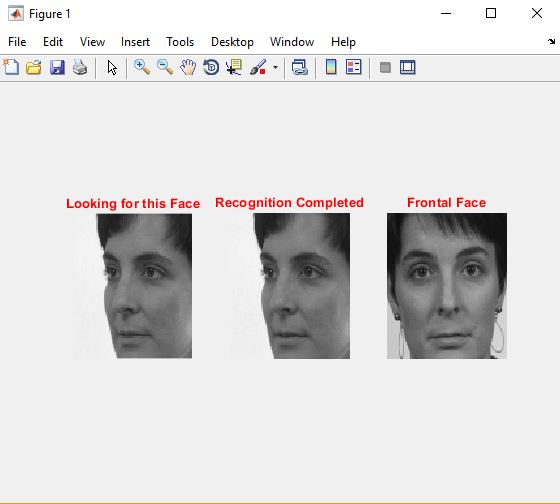 Figure 1
File Edit View Insert Tools Desktop Window Help
Looking for this Face Recognition Completed Frontal Face